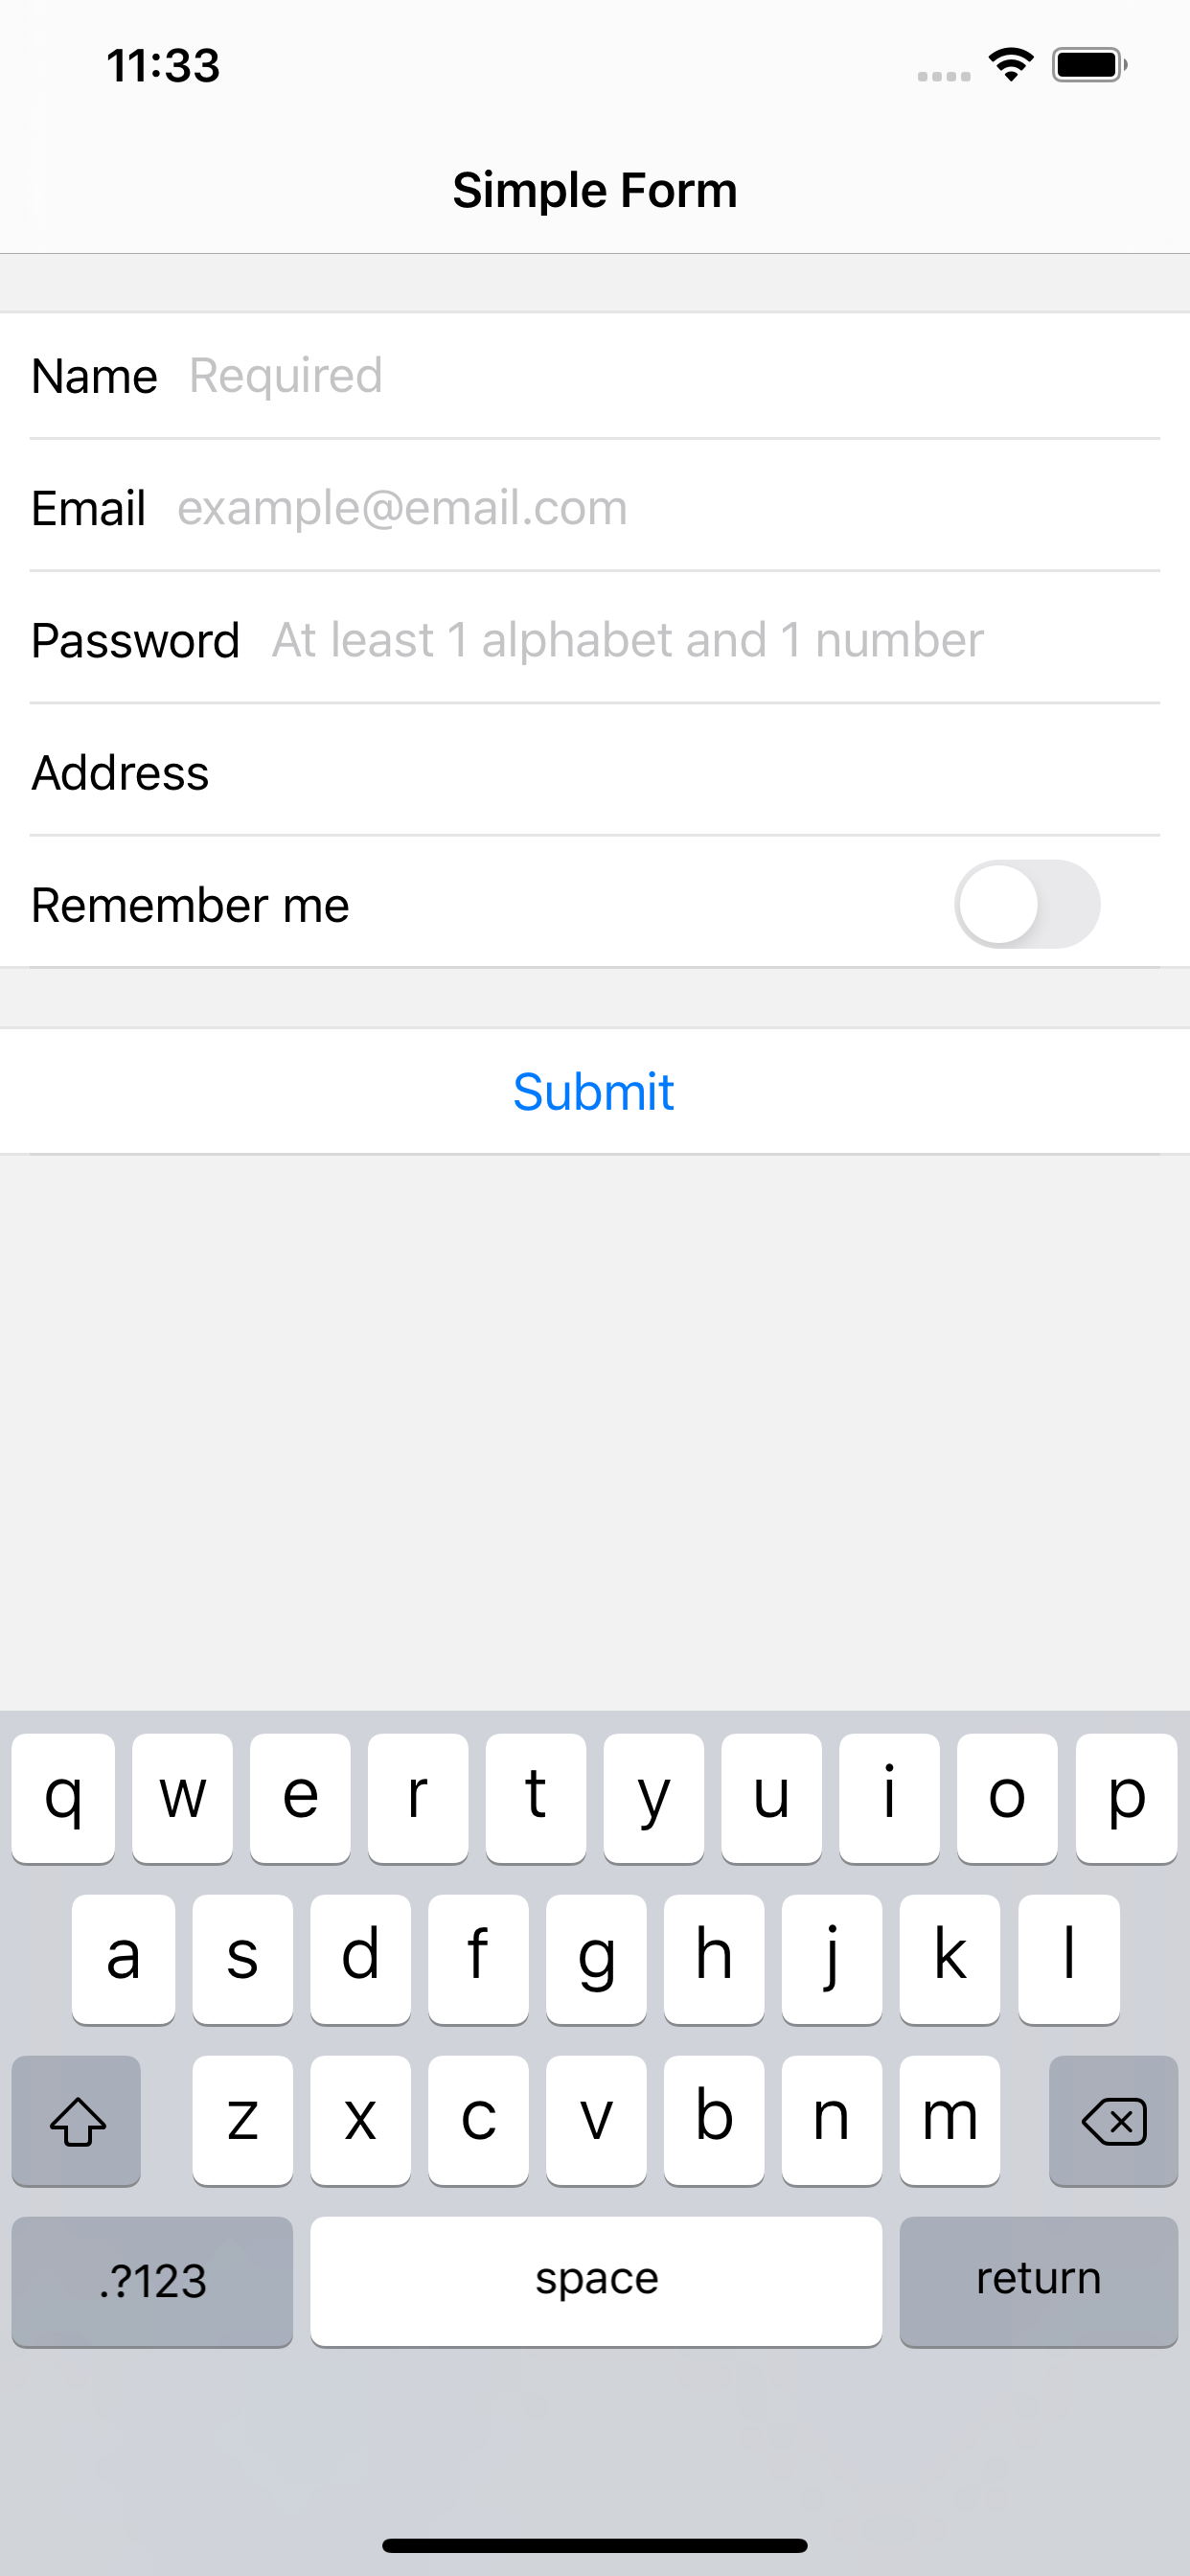 11:33
Simple Form
Name Required
Email example@email.com
Password At least 1 alphabet and 1 number
Address
Remember me
Submit
q w e r t y u i o p
a s d f g h j k l
z x c v b n m
.?123 space return